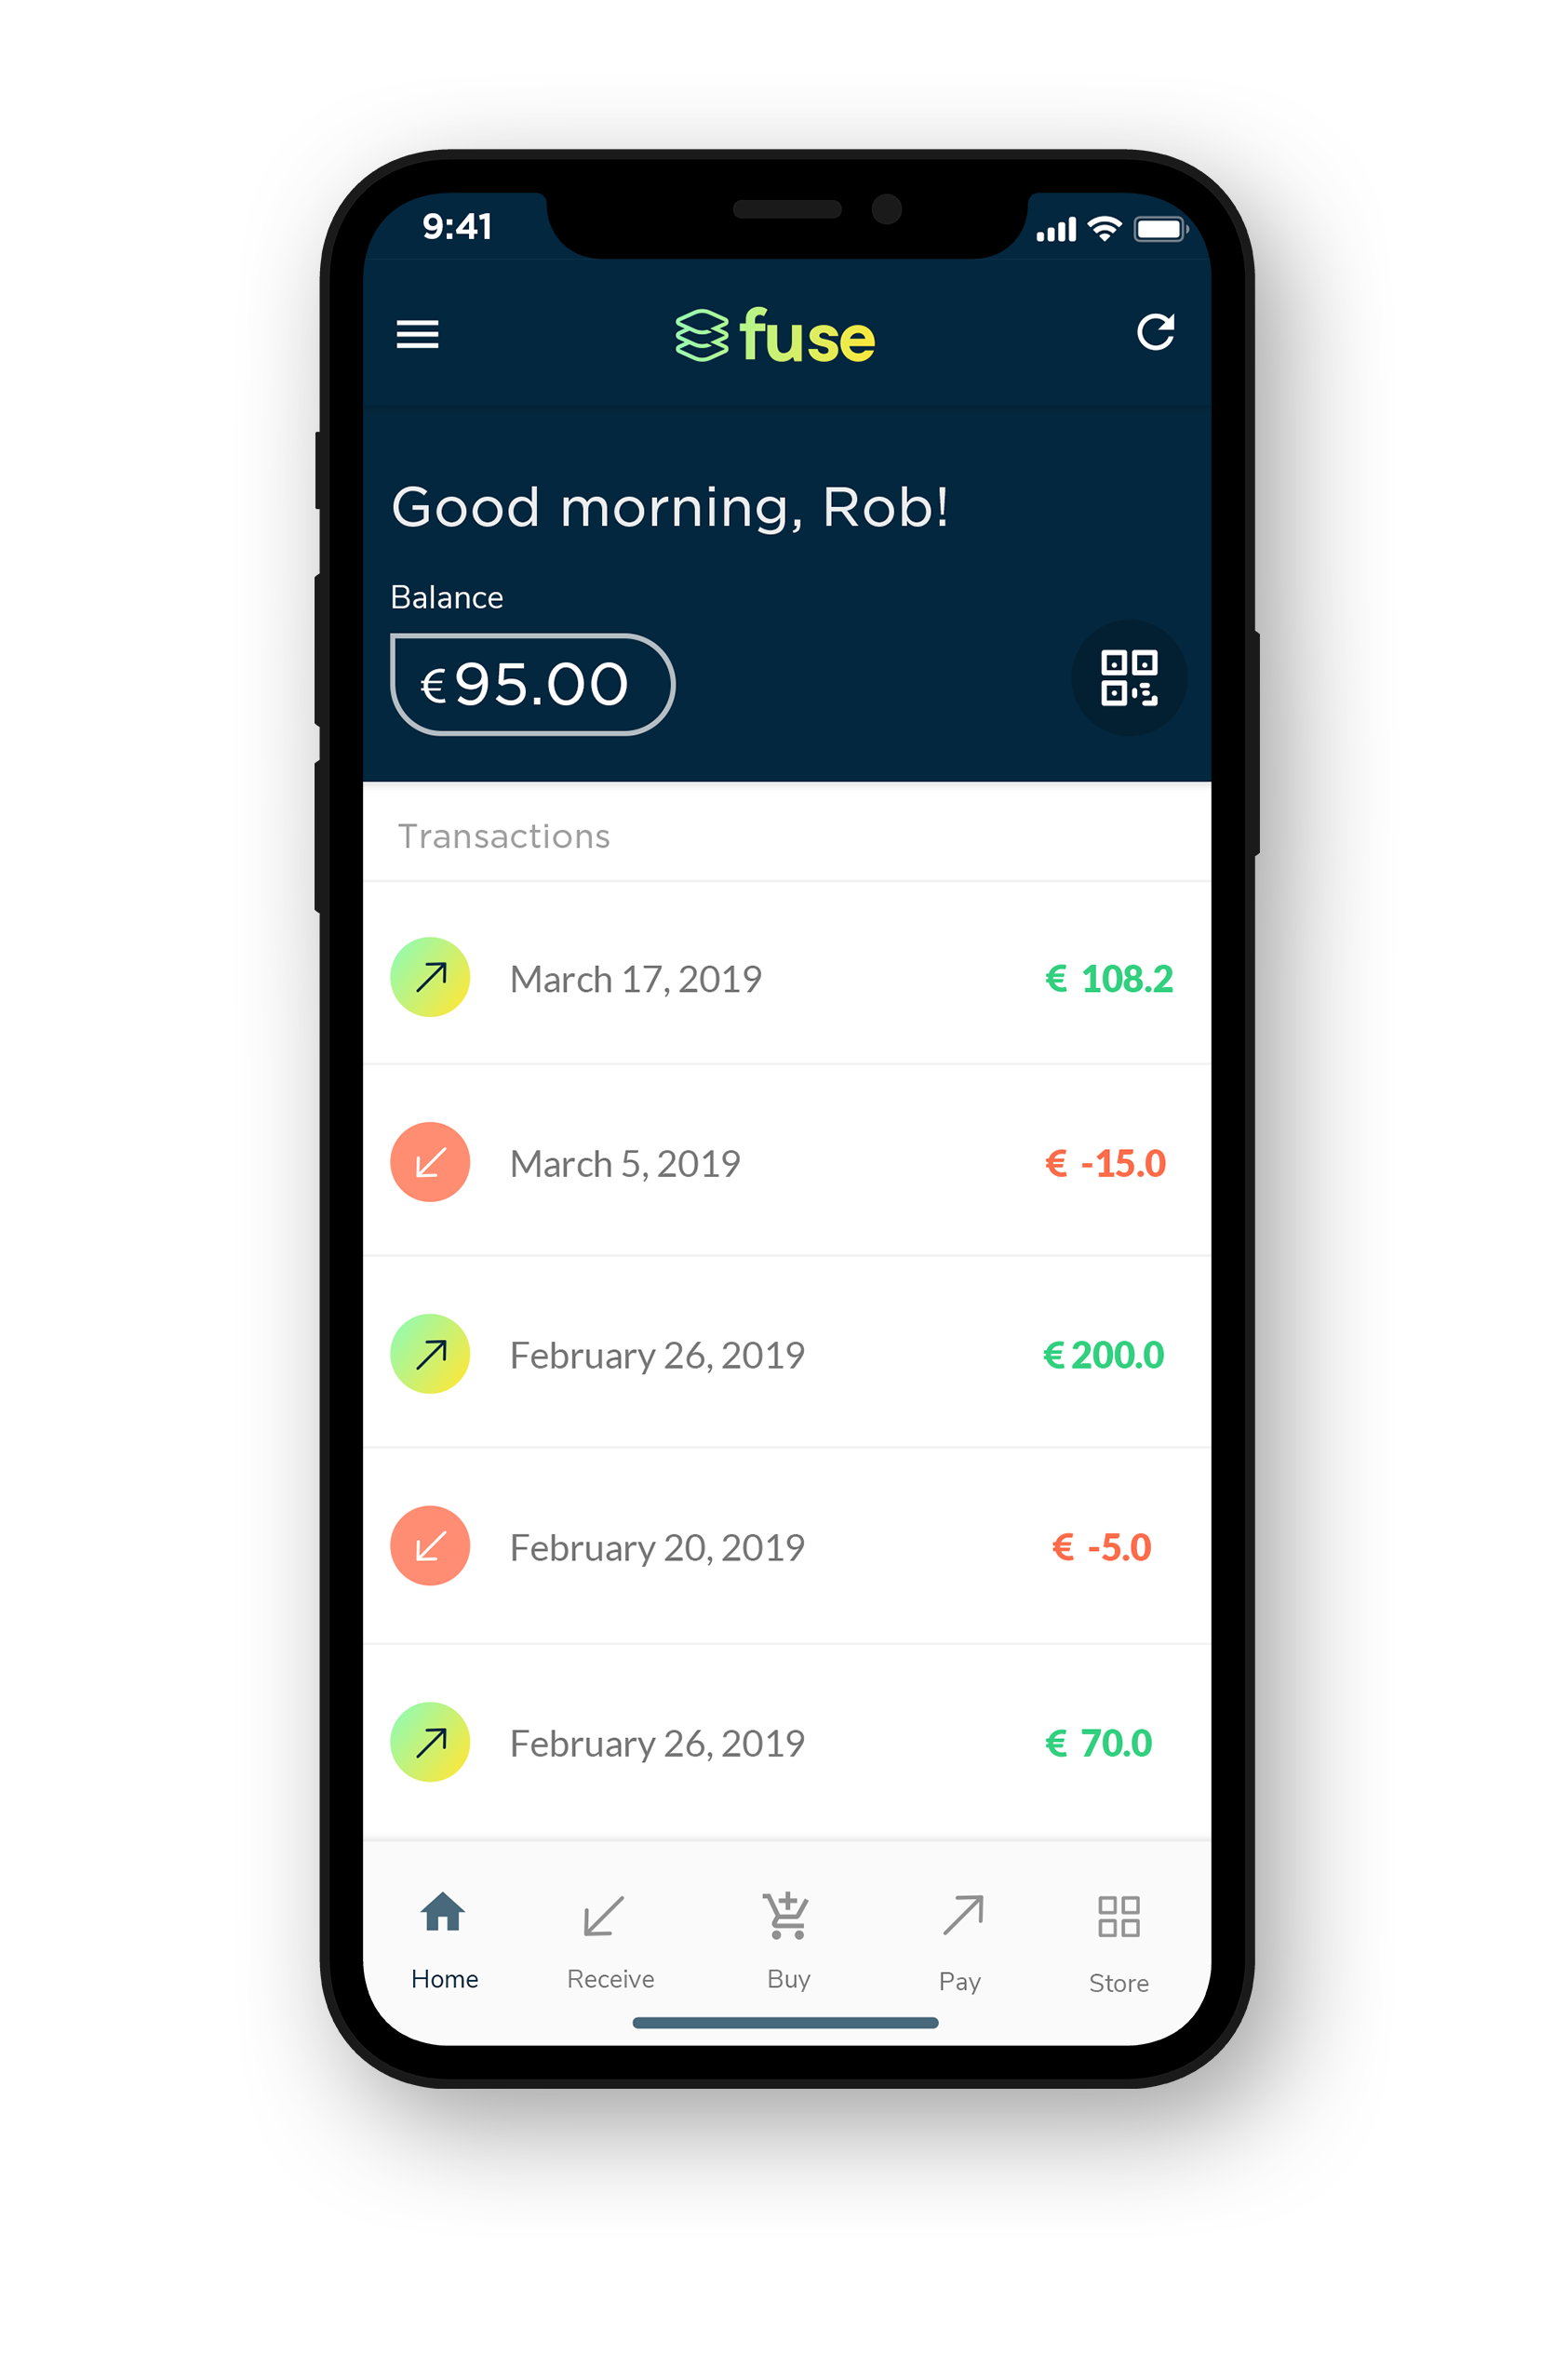 9:41
fuse
Good morning, Rob!
Balance
€95.00
Transactions
March 17, 2019 € 108.2
March 5, 2019 € -15.0
February 26, 2019 € 200.0
February 20, 2019 € -5.0
February 26, 2019 € 70.0
Home Receive Buy Pay Store